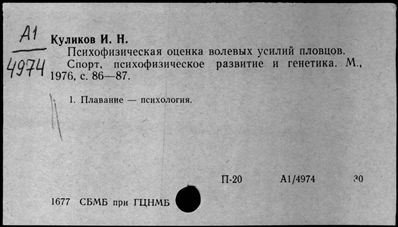 А1
4974
Куликов И. Н.
Психофизическая оценка волевых усилий пловцов.
Спорт, психофизическое развитие и генетика. М.,
1976, с. 86—87.
1. Плавание — психология.
П-20 А1/4974 30
1677 СБМБ при ГЦНМБ